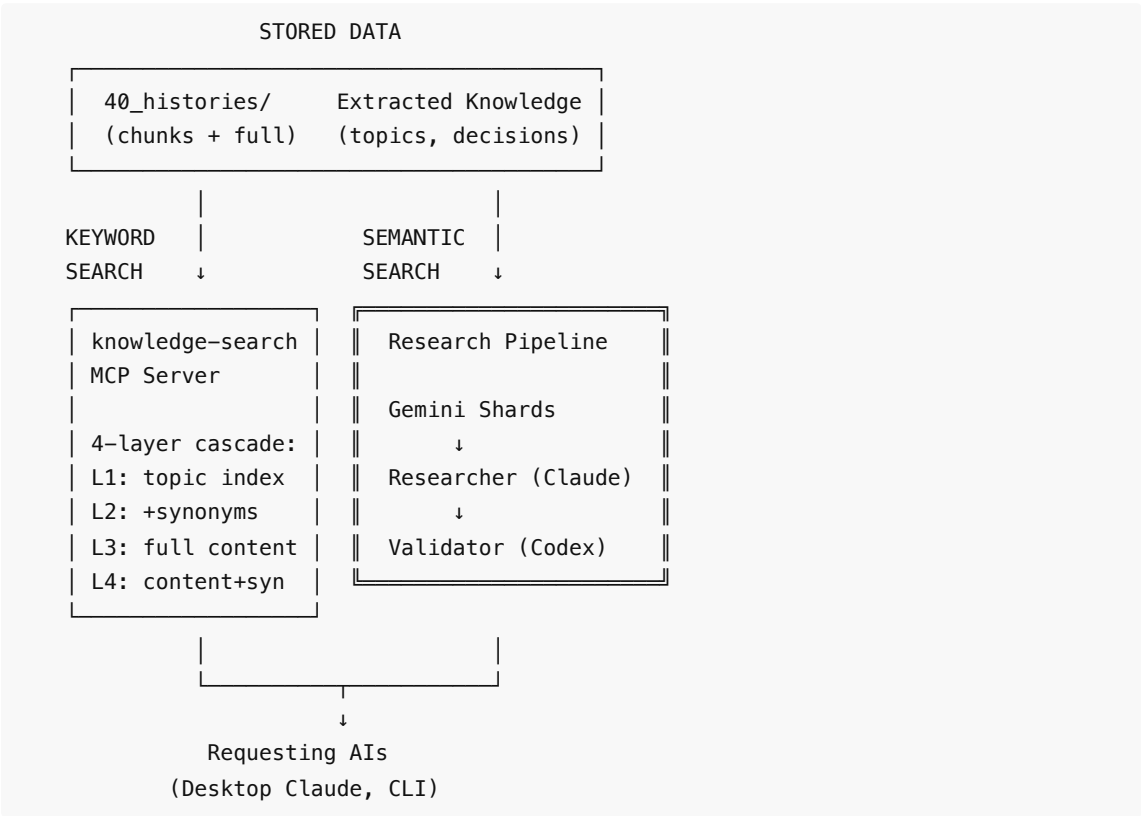 STORED DATA
40_histories/ Extracted Knowledge
(chunks + full) (topics, decisions)
KEYWORD SEMANTIC
SEARCH ↓ SEARCH ↓
knowledge-search Research Pipeline
MCP Server
Gemini Shards
4-layer cascade: ↓
L1: topic index Researcher (Claude)
L2: +synonyms ↓
L3: full content Validator (Codex)
L4: content+syn
↓
Requesting AIs
(Desktop Claude, CLI)